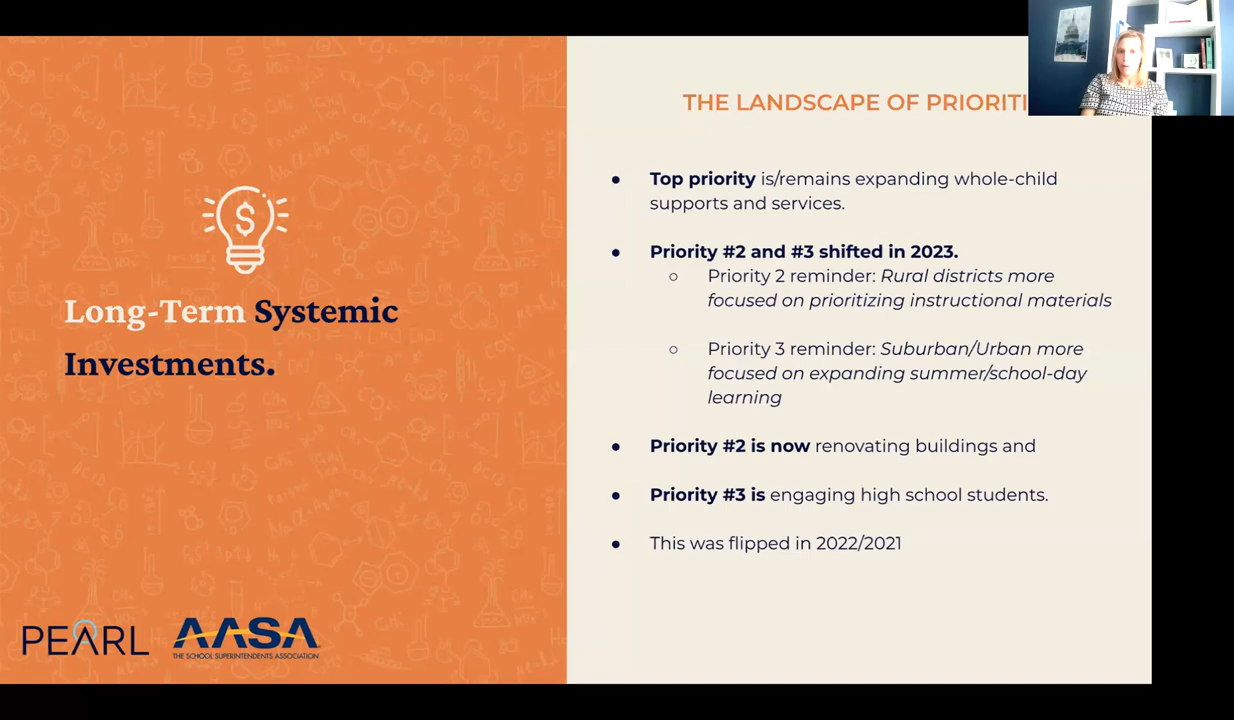 THE LANDSCAPE OF PRIORITI
Long-Term Systemic
Investments.
● Top priority is/remains expanding whole-child
supports and services.
● Priority #2 and #3 shifted in 2023.
○ Priority 2 reminder: Rural districts more
focused on prioritizing instructional materials
○ Priority 3 reminder: Suburban/Urban more
focused on expanding summer/school-day
learning
● Priority #2 is now renovating buildings and
● Priority #3 is engaging high school students.
● This was flipped in 2022/2021
PEARL
AASA
THE SCHOOL SUPERINTENDENTS ASSOCIATION